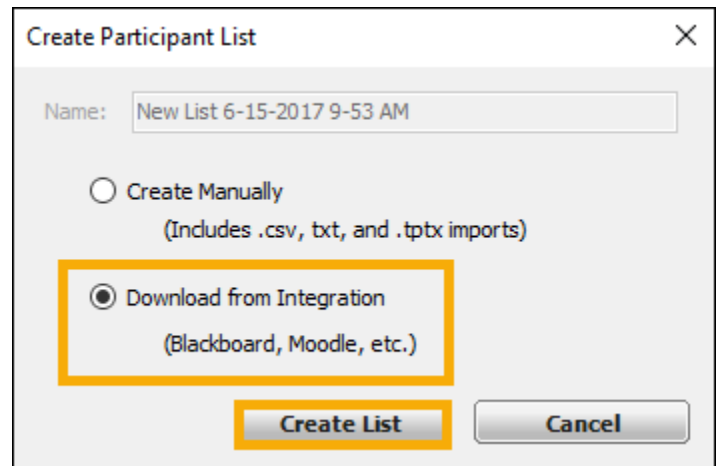 Create Participant List
Name: New List 6-15-2017 9-53 AM
Create Manually
(Includes .csv, txt, and .tptx imports)
Download from Integration
(Blackboard, Moodle, etc.)
Create List Cancel